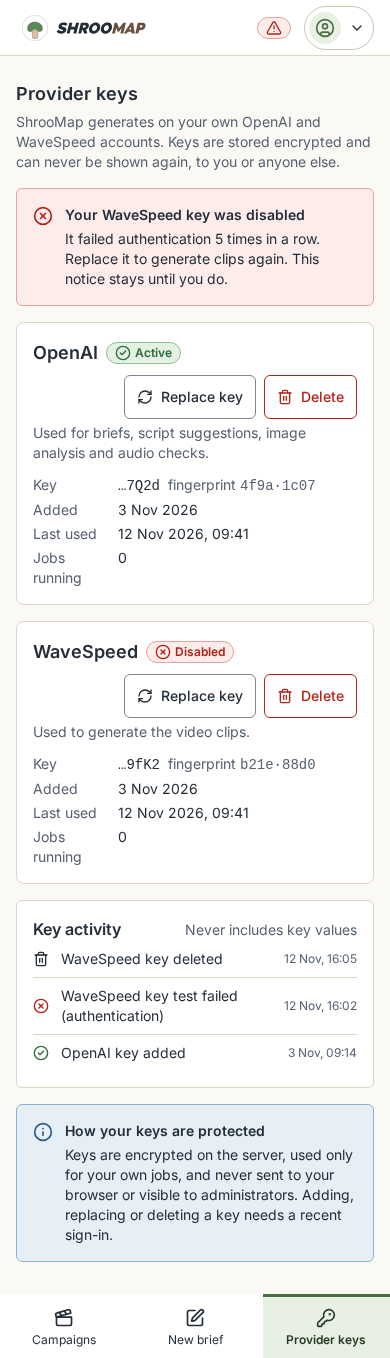 SHROOMAP
Provider keys
ShrooMap generates on your own OpenAI and
WaveSpeed accounts. Keys are stored encrypted and
can never be shown again, to you or anyone else.
Your WaveSpeed key was disabled
It failed authentication 5 times in a row.
Replace it to generate clips again. This
notice stays until you do.
OpenAI Active
Replace key Delete
Used for briefs, script suggestions, image
analysis and audio checks.
Key …7Q2d fingerprint 4f9a·1c07
Added 3 Nov 2026
Last used 12 Nov 2026, 09:41
Jobs running 0
WaveSpeed Disabled
Replace key Delete
Used to generate the video clips.
Key …9fK2 fingerprint b21e·88d0
Added 3 Nov 2026
Last used 12 Nov 2026, 09:41
Jobs running 0
Key activity Never includes key values
WaveSpeed key deleted 12 Nov, 16:05
WaveSpeed key test failed
(authentication) 12 Nov, 16:02
OpenAI key added 3 Nov, 09:14
How your keys are protected
Keys are encrypted on the server, used only
for your own jobs, and never sent to your
browser or visible to administrators. Adding,
replacing or deleting a key needs a recent
sign-in.
Campaigns New brief Provider keys